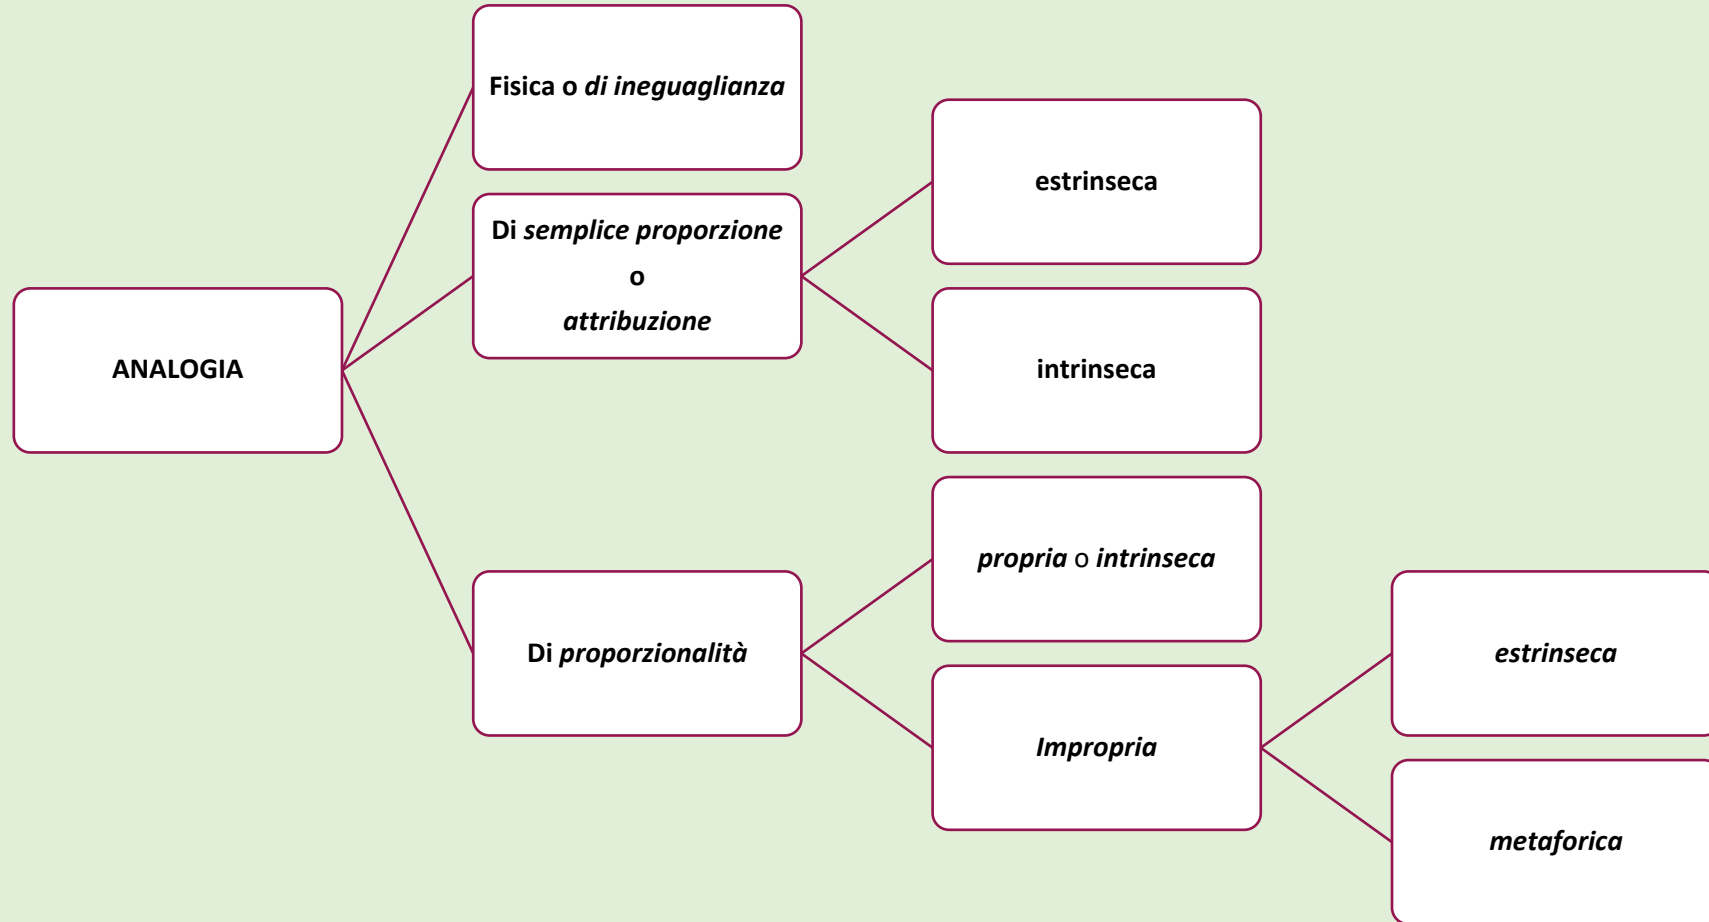 ANALOGIA
Fisica o di ineguaglianza
Di semplice proporzione
o
attribuzione
estrinseca
intrinseca
Di proporzionalità
propria o intrinseca
Impropria
estrinseca
metaforica